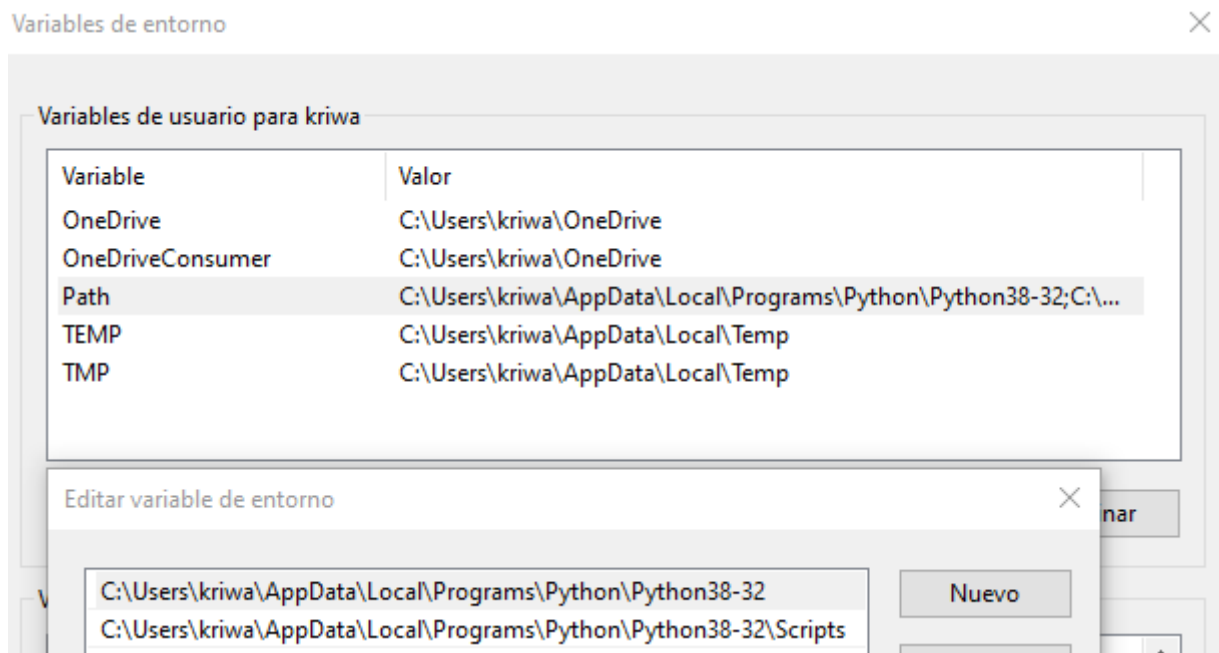 Variables de entorno
Variables de usuario para kriwa
Variable Valor
OneDrive C:\Users\kriwa\OneDrive
OneDriveConsumer C:\Users\kriwa\OneDrive
Path C:\Users\kriwa\AppData\Local\Programs\Python\Python38-32;C:\...
TEMP C:\Users\kriwa\AppData\Local\Temp
TMP C:\Users\kriwa\AppData\Local\Temp
Editar variable de entorno
nar
C:\Users\kriwa\AppData\Local\Programs\Python\Python38-32 Nuevo
V
C:\Users\kriwa\AppData\Local\Programs\Python\Python38-32\Scripts